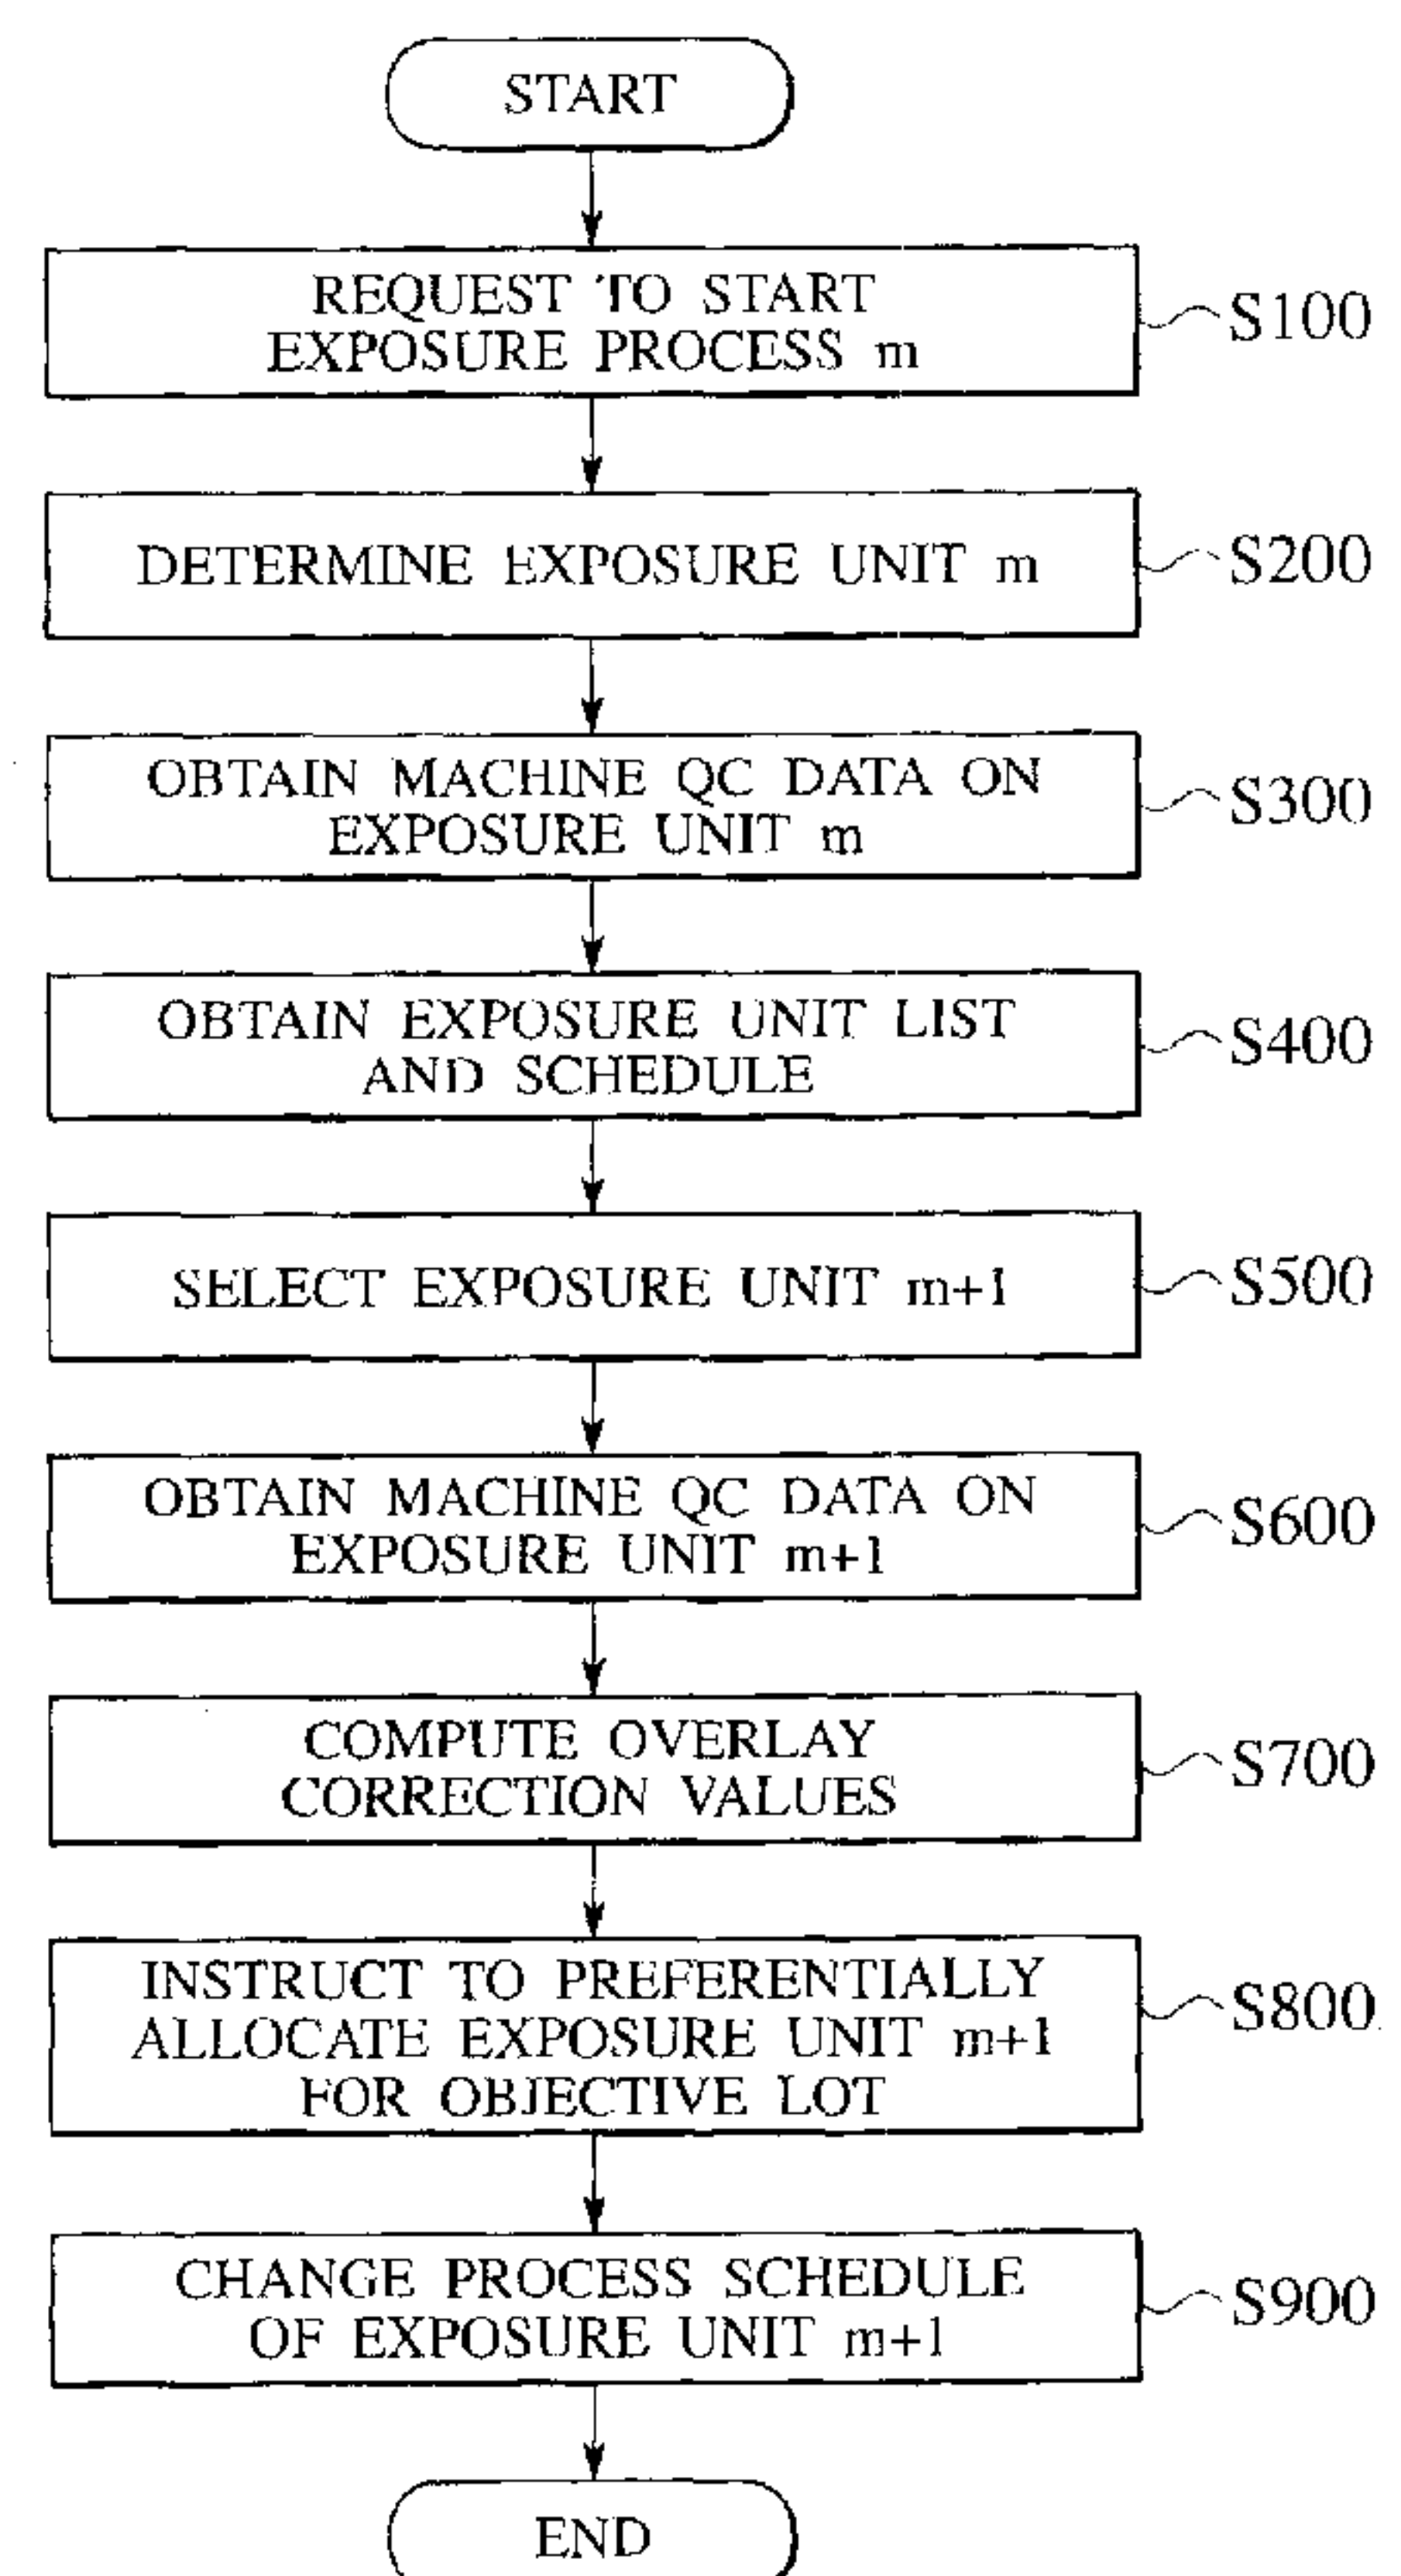 START
REQUEST TO START
EXPOSURE PROCESS m
S100
DETERMINE EXPOSURE UNIT m
S200
OBTAIN MACHINE QC DATA ON
EXPOSURE UNIT m
S300
OBTAIN EXPOSURE UNIT LIST
AND SCHEDULE
S400
SELECT EXPOSURE UNIT m+1
S500
OBTAIN MACHINE QC DATA ON
EXPOSURE UNIT m+1
S600
COMPUTE OVERLAY
CORRECTION VALUES
S700
INSTRUCT TO PREFERENTIALLY
ALLOCATE EXPOSURE UNIT m+1
FOR OBJECTIVE LOT
S800
CHANGE PROCESS SCHEDULE
OF EXPOSURE UNIT m+1
S900
END